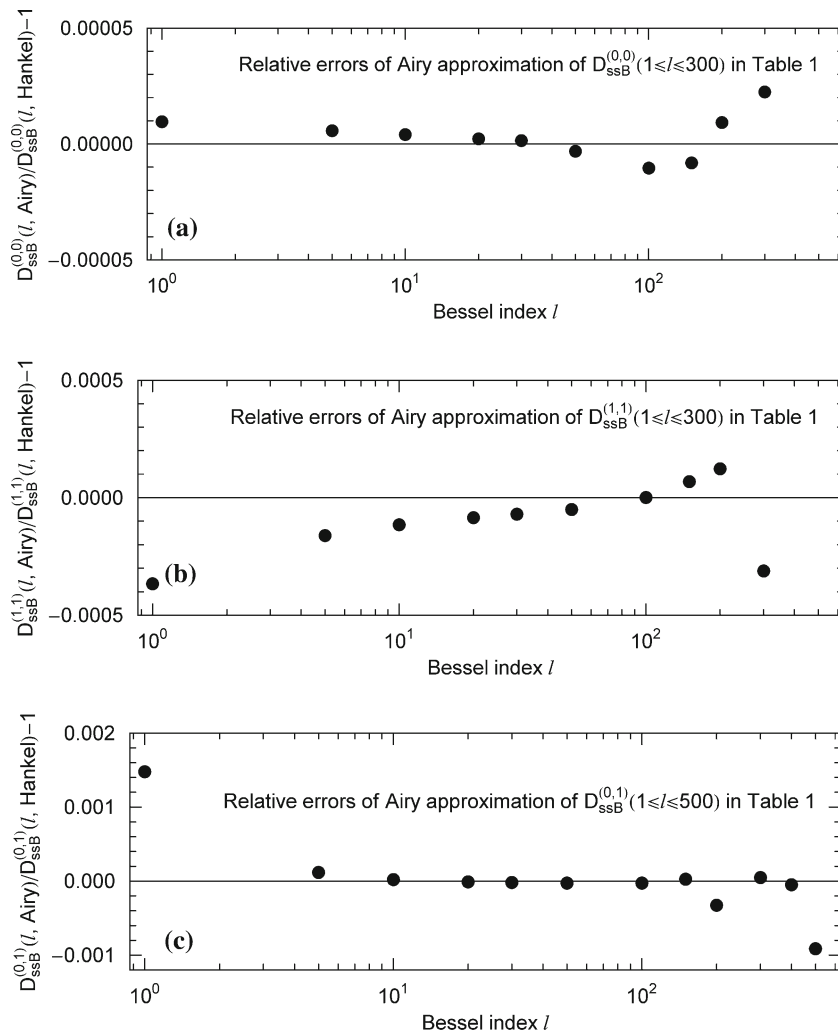 D_ssB^(0,0)(l, Airy)/D_ssB^(0,0)(l, Hankel)−1
0.00005
Relative errors of Airy approximation of D_ssB^(0,0)(1≤l≤300) in Table 1
0.00000
(a)
−0.00005
10^0 10^1 10^2
Bessel index l
D_ssB^(1,1)(l, Airy)/D_ssB^(1,1)(l, Hankel)−1
0.0005
Relative errors of Airy approximation of D_ssB^(1,1)(1≤l≤300) in Table 1
0.0000
(b)
−0.0005
10^0 10^1 10^2
Bessel index l
D_ssB^(0,1)(l, Airy)/D_ssB^(0,1)(l, Hankel)−1
0.002
Relative errors of Airy approximation of D_ssB^(0,1)(1≤l≤500) in Table 1
0.001
0.000
(c)
−0.001
10^0 10^1 10^2
Bessel index l